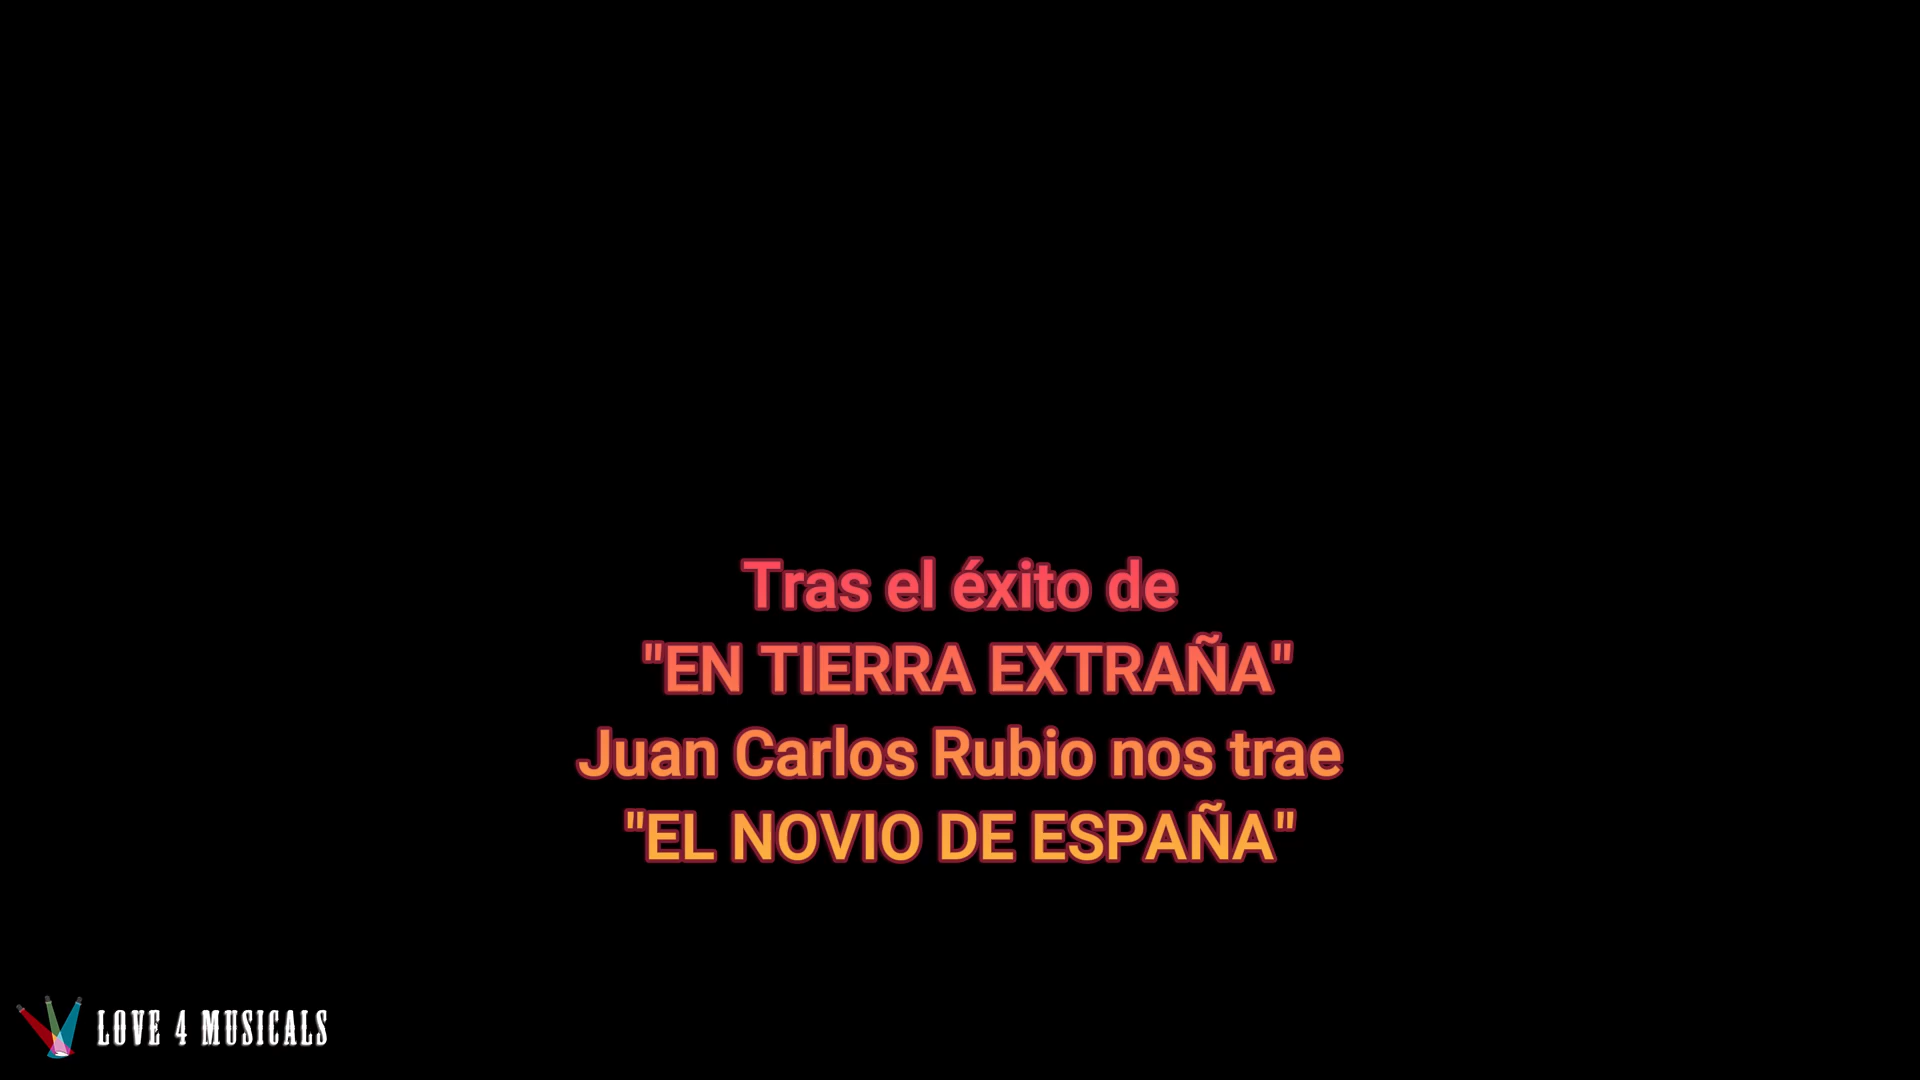 Tras el éxito de
"EN TIERRA EXTRAÑA"
Juan Carlos Rubio nos trae
"EL NOVIO DE ESPAÑA"
LOVE 4 MUSICALS